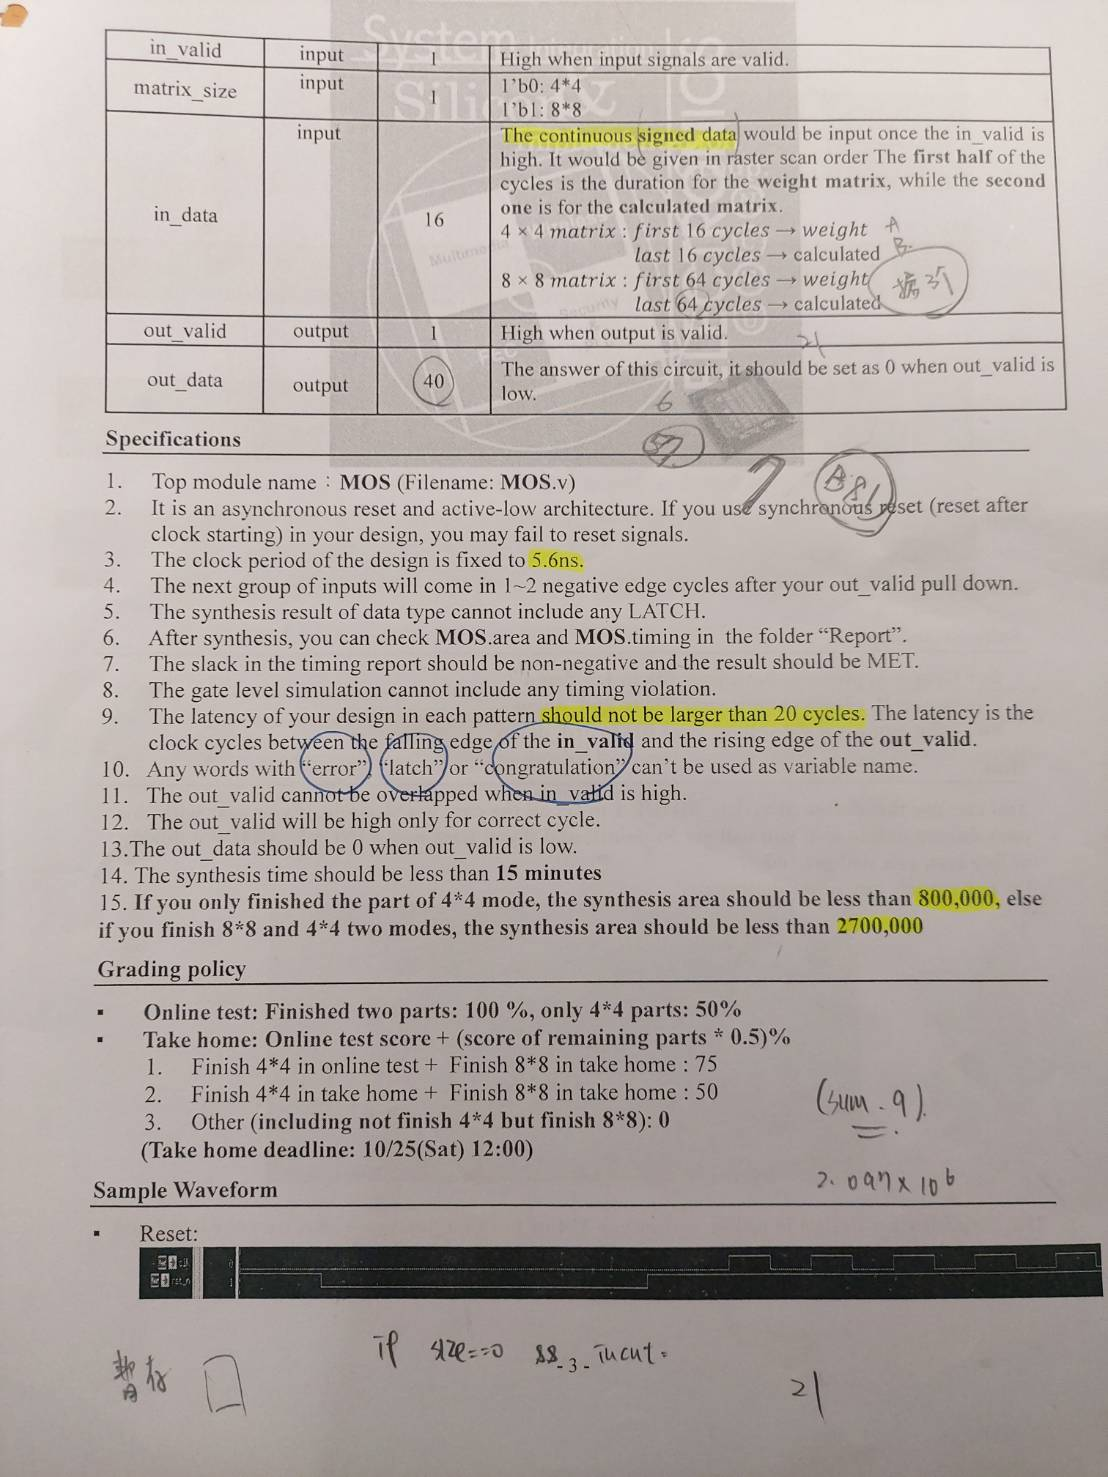 System Integration
Silicon &
in_valid input 1 High when input signals are valid.
matrix_size input 1 1’b0: 4*4
1’b1: 8*8
in_data input 16 The continuous signed data would be input once the in_valid is
high. It would be given in raster scan order The first half of the
cycles is the duration for the weight matrix, while the second
one is for the calculated matrix.
4 × 4 matrix : first 16 cycles → weight A
last 16 cycles → calculated B
8 × 8 matrix : first 64 cycles → weight
last 64 cycles → calculated
Multimedia
Security
out_valid output 1 High when output is valid.
21
out_data output 40 The answer of this circuit, it should be set as 0 when out_valid is
low.
6
Specifications
7
1. Top module name : MOS (Filename: MOS.v)
2. It is an asynchronous reset and active-low architecture. If you use synchronous reset (reset after
clock starting) in your design, you may fail to reset signals.
3. The clock period of the design is fixed to 5.6ns.
4. The next group of inputs will come in 1~2 negative edge cycles after your out_valid pull down.
5. The synthesis result of data type cannot include any LATCH.
6. After synthesis, you can check MOS.area and MOS.timing in the folder “Report”.
7. The slack in the timing report should be non-negative and the result should be MET.
8. The gate level simulation cannot include any timing violation.
9. The latency of your design in each pattern should not be larger than 20 cycles. The latency is the
clock cycles between the falling edge of the in_valid and the rising edge of the out_valid.
10. Any words with “error”, “latch” or “congratulation” can’t be used as variable name.
11. The out_valid cannot be overlapped when in_valid is high.
12. The out_valid will be high only for correct cycle.
13.The out_data should be 0 when out_valid is low.
14. The synthesis time should be less than 15 minutes
15. If you only finished the part of 4*4 mode, the synthesis area should be less than 800,000, else
if you finish 8*8 and 4*4 two modes, the synthesis area should be less than 2700,000
Grading policy
▪ Online test: Finished two parts: 100 %, only 4*4 parts: 50%
▪ Take home: Online test score + (score of remaining parts * 0.5)%
1. Finish 4*4 in online test + Finish 8*8 in take home : 75
2. Finish 4*4 in take home + Finish 8*8 in take home : 50
3. Other (including not finish 4*4 but finish 8*8): 0
(sum - 9).
(Take home deadline: 10/25(Sat) 12:00)
2.097 × 10 6
Sample Waveform
▪ Reset:
clk 0
rst_n 1
if size==0
暫存
21